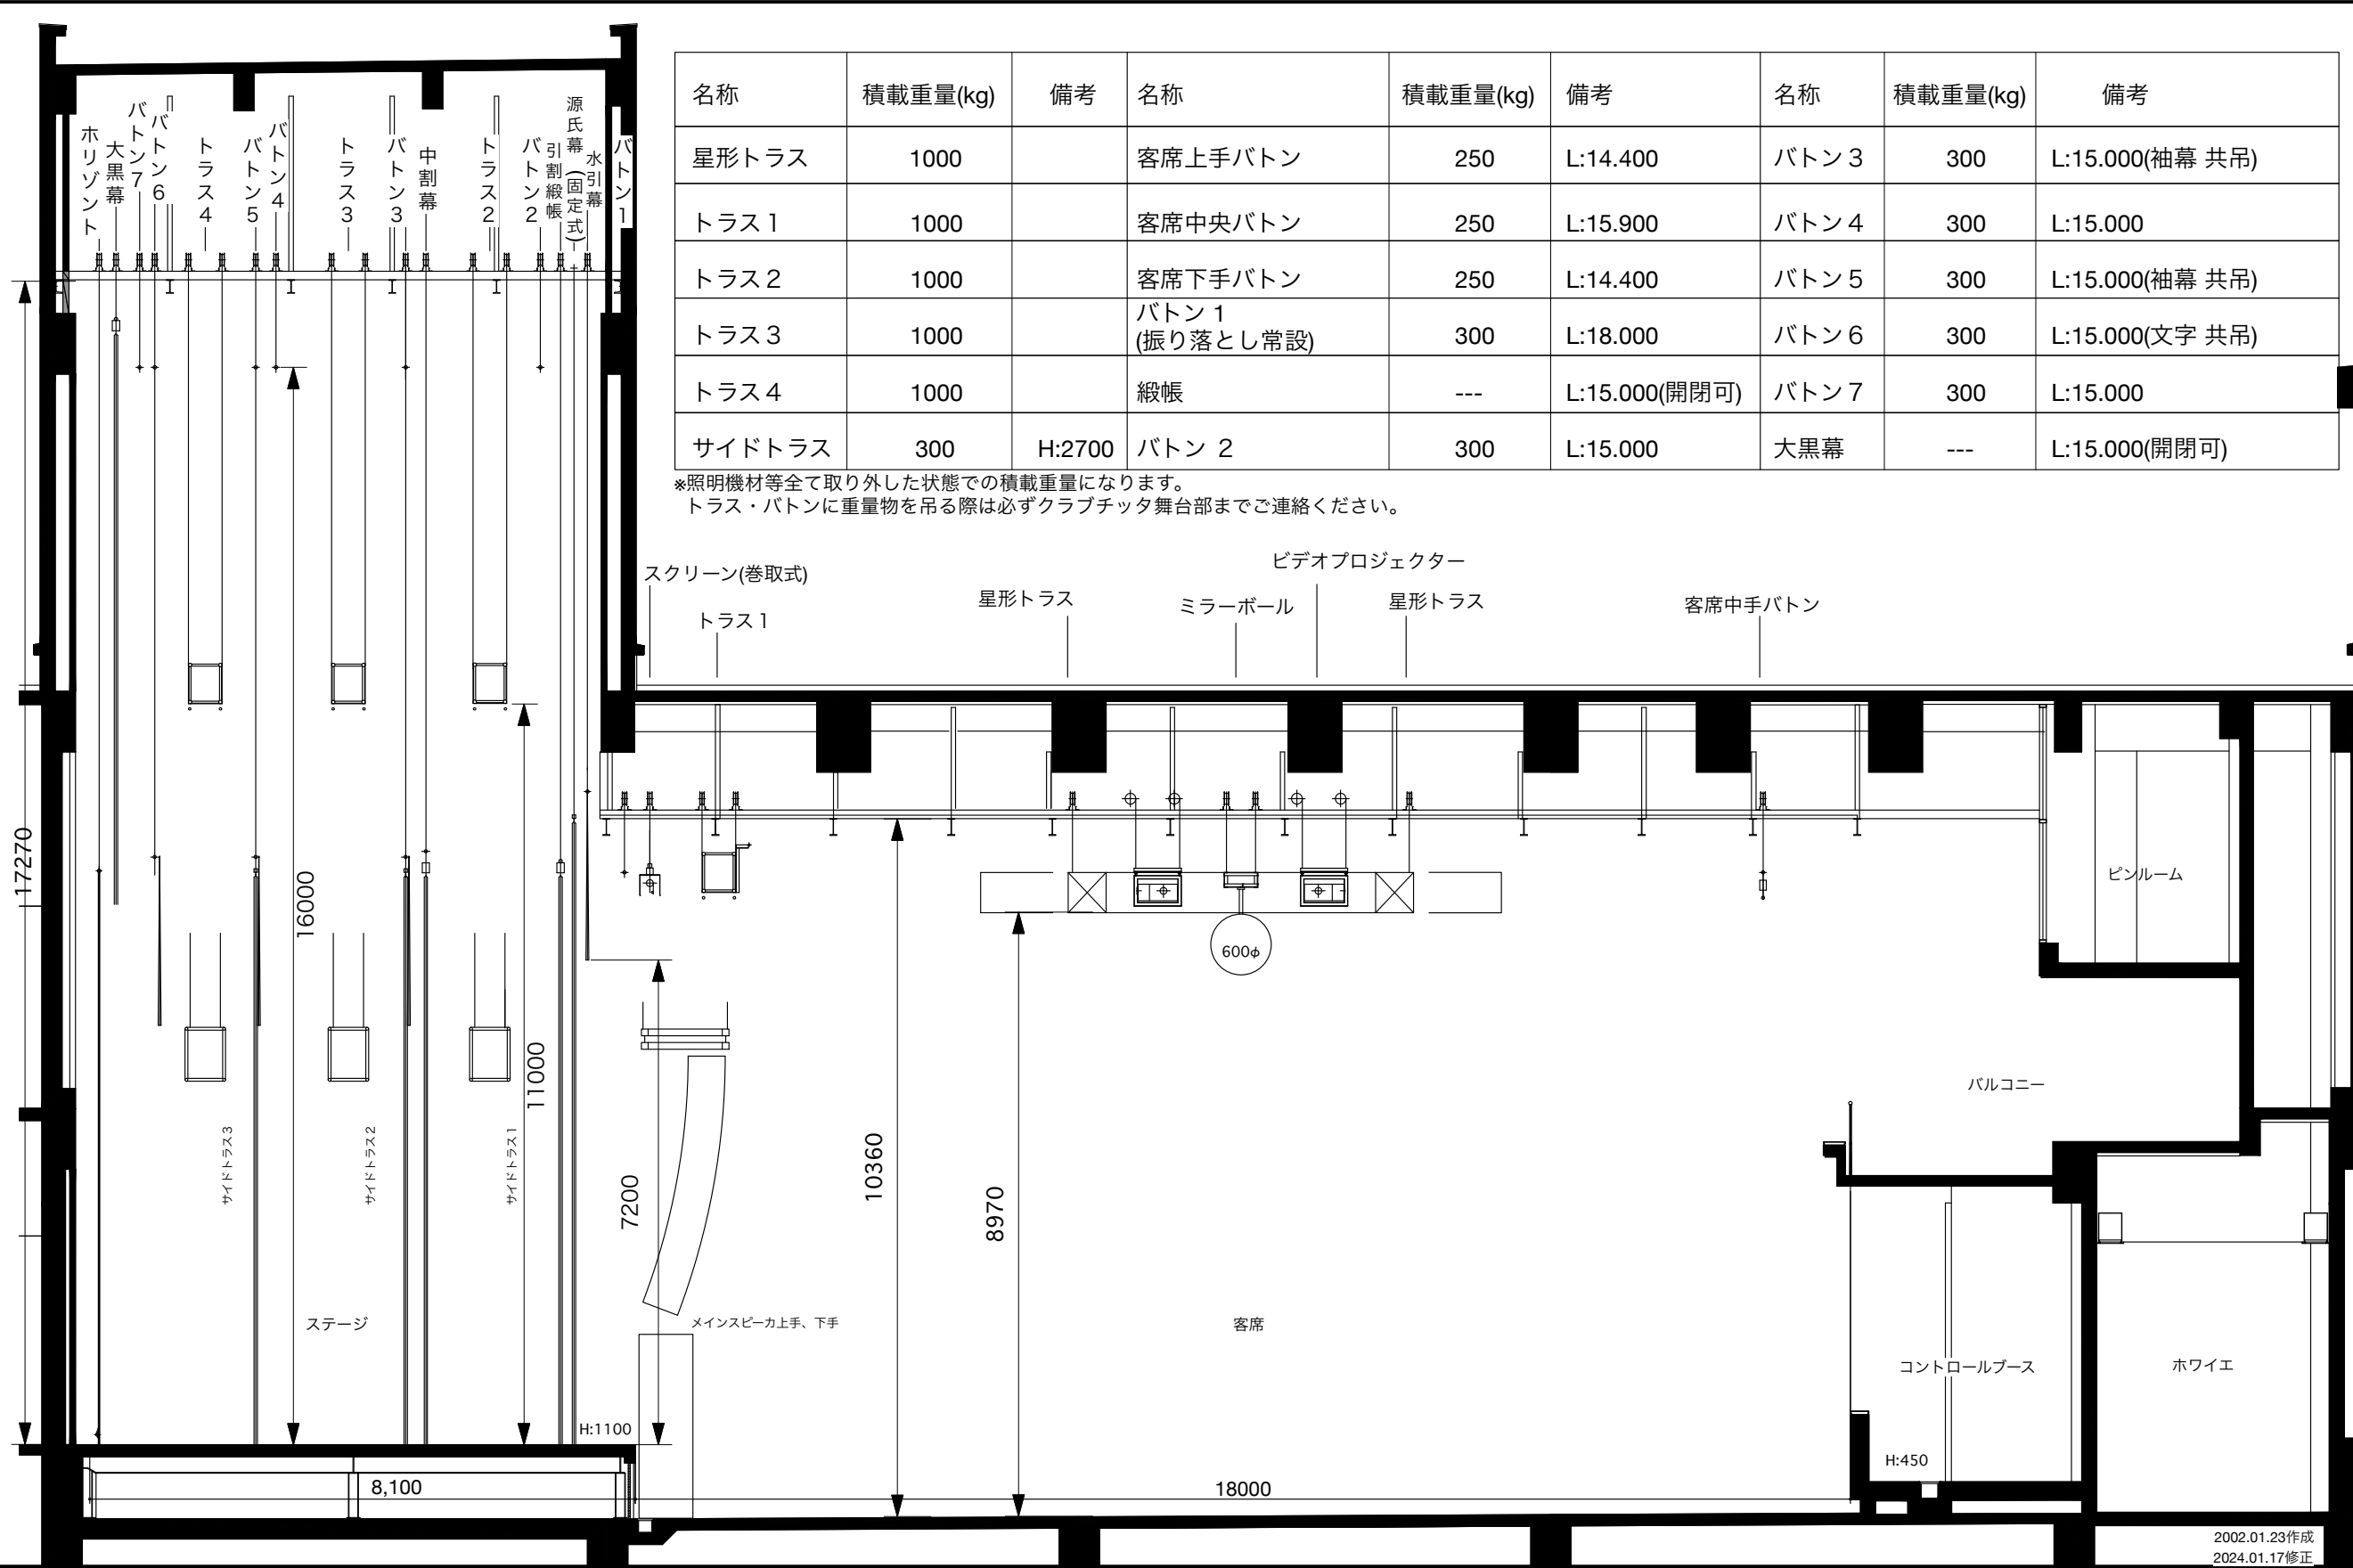 名称 積載重量(kg) 備考 名称 積載重量(kg) 備考 名称 積載重量(kg) 備考
星形トラス 1000 客席上手バトン 250 L:14.400 バトン３ 300 L:15.000(袖幕 共吊)
トラス１ 1000 客席中央バトン 250 L:15.900 バトン４ 300 L:15.000
トラス２ 1000 客席下手バトン 250 L:14.400 バトン５ 300 L:15.000(袖幕 共吊)
トラス３ 1000 バトン 1
(振り落とし常設) 300 L:18.000 バトン６ 300 L:15.000(文字 共吊)
トラス４ 1000 緞帳 --- L:15.000(開閉可) バトン７ 300 L:15.000
サイドトラス 300 H:2700 バトン ２ 300 L:15.000 大黒幕 --- L:15.000(開閉可)
※照明機材等全て取り外した状態での積載重量になります。
トラス・バトンに重量物を吊る際は必ずクラブチッタ舞台部までご連絡ください。
ホリゾント
大黒幕
バトン７
バトン６
トラス４
バトン５
バトン４
トラス３
バトン３
中割幕
トラス２
バトン２
引割緞帳
源氏幕(固定式)
水引幕
バトン１
スクリーン(巻取式)
トラス１
星形トラス
ミラーボール
ビデオプロジェクター
星形トラス
客席中手バトン
17270
16000
11000
7200
10360
8970
600φ
ピンルーム
バルコニー
サイドトラス３
サイドトラス２
サイドトラス１
ステージ
メインスピーカ上手、下手
客席
コントロールブース
ホワイエ
H:1100
H:450
8,100
18000
2002.01.23作成
2024.01.17修正